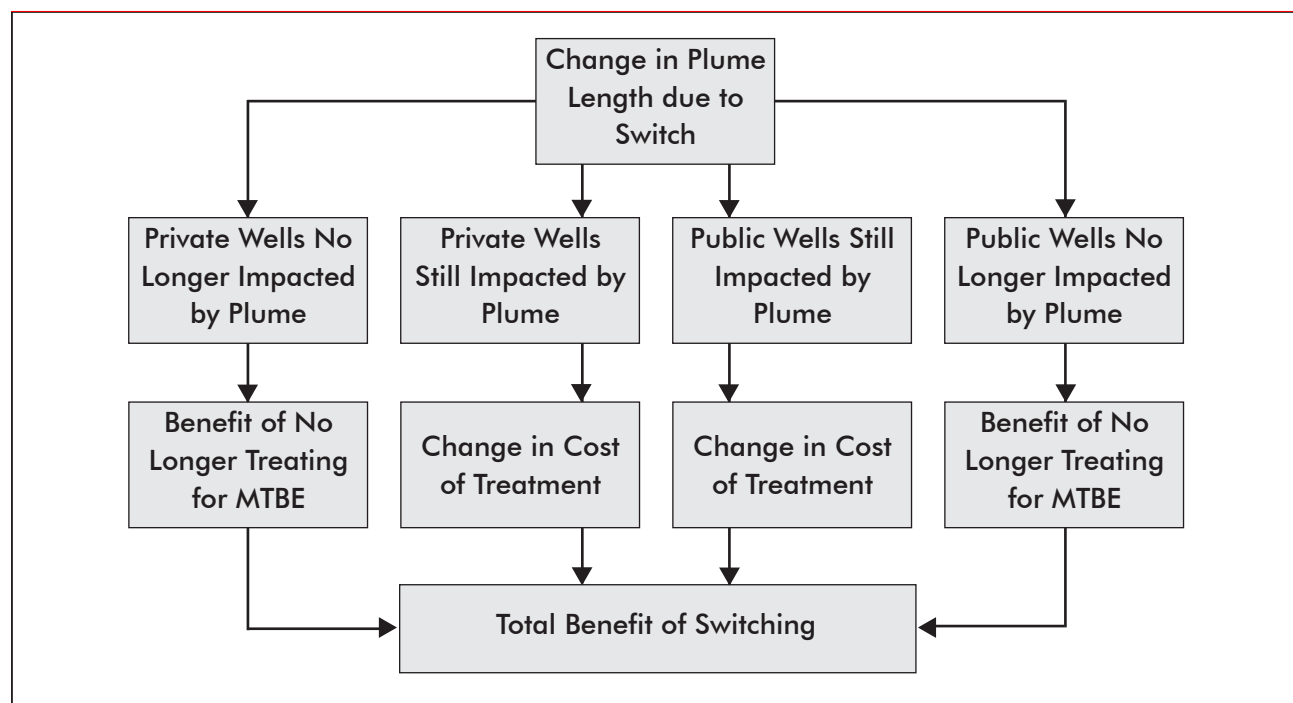 Change in Plume
Length due to
Switch
Private Wells No
Longer Impacted
by Plume
Private Wells
Still Impacted by
Plume
Public Wells Still
Impacted by
Plume
Public Wells No
Longer Impacted
by Plume
Benefit of No
Longer Treating
for MTBE
Change in Cost
of Treatment
Change in Cost
of Treatment
Benefit of No
Longer Treating
for MTBE
Total Benefit of Switching